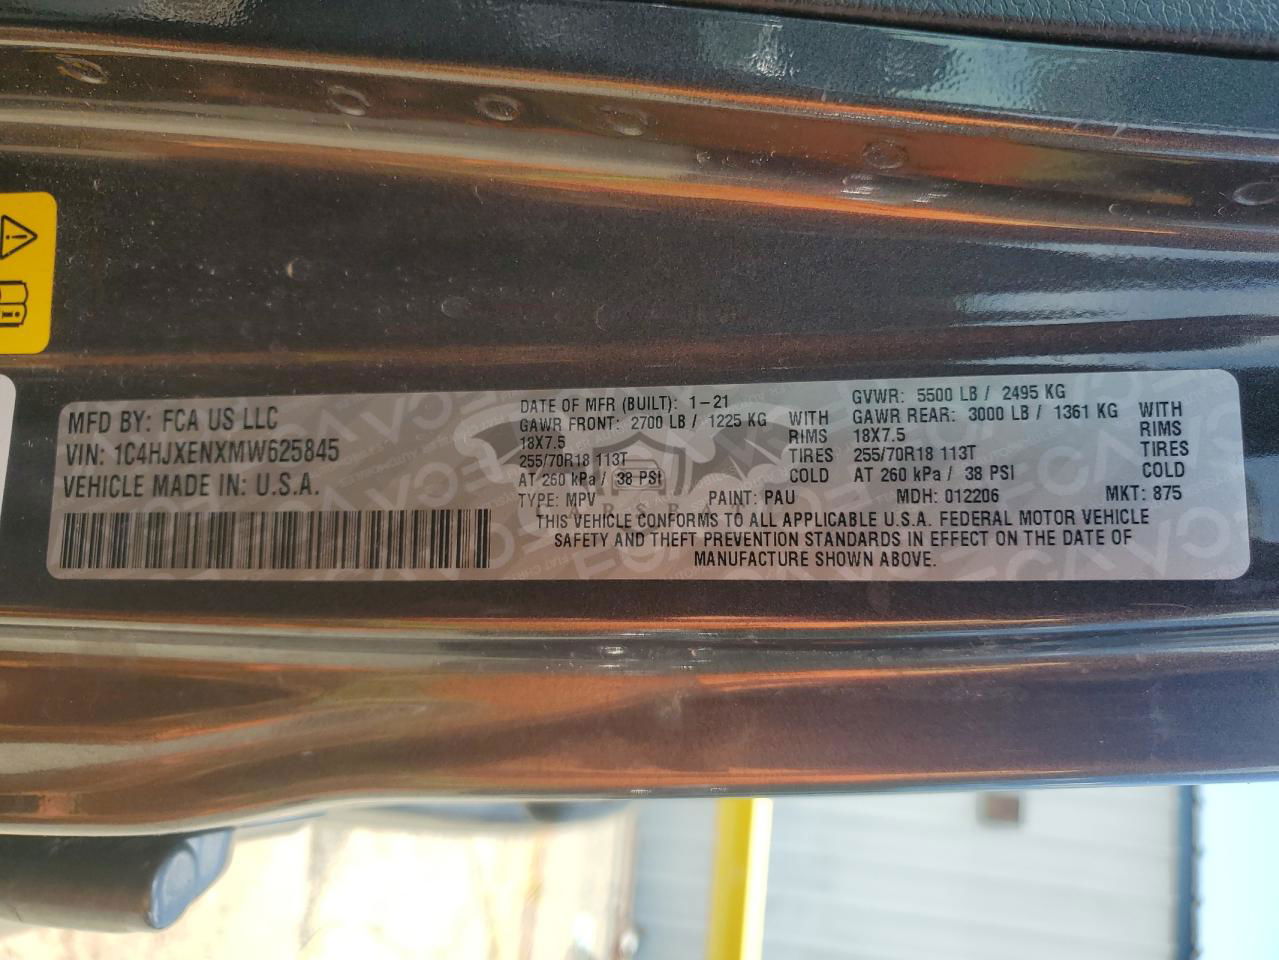 MFD BY: FCA US LLC
VIN: 1C4HJXENXMW625845
VEHICLE MADE IN: U.S.A.
DATE OF MFR (BUILT): 1-21
GAWR FRONT: 2700 LB / 1225 KG WITH
18X7.5 RIMS
255/70R18 113T TIRES
AT 260 kPa / 38 PSI COLD
GVWR: 5500 LB / 2495 KG
GAWR REAR: 3000 LB / 1361 KG WITH
18X7.5 RIMS
255/70R18 113T TIRES
AT 260 kPa / 38 PSI COLD
TYPE: MPV PAINT: PAU MDH: 012206 MKT: 875
THIS VEHICLE CONFORMS TO ALL APPLICABLE U.S.A. FEDERAL MOTOR VEHICLE
SAFETY AND THEFT PREVENTION STANDARDS IN EFFECT ON THE DATE OF
MANUFACTURE SHOWN ABOVE.